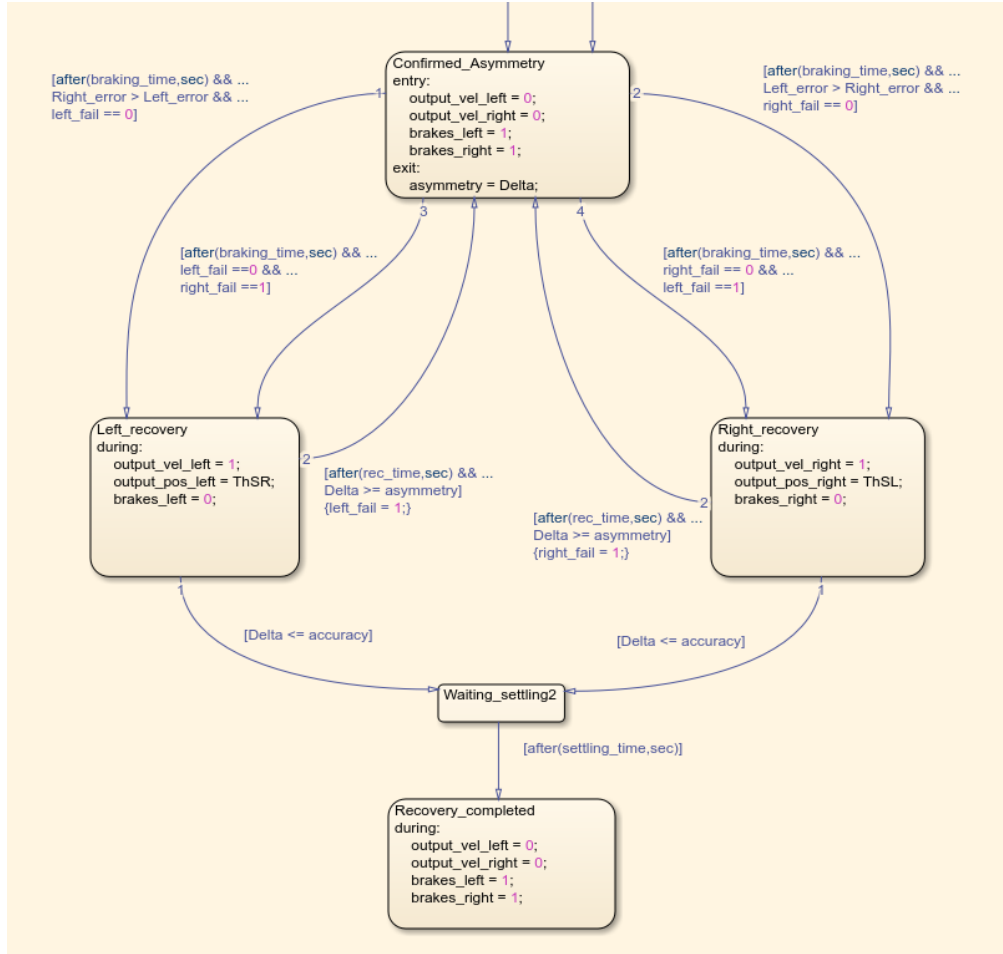 Confirmed_Asymmetry
entry:
output_vel_left = 0;
output_vel_right = 0;
brakes_left = 1;
brakes_right = 1;
exit:
asymmetry = Delta;
1
2
3
4
[after(braking_time,sec) && ...
Right_error > Left_error && ...
left_fail == 0]
[after(braking_time,sec) && ...
Left_error > Right_error && ...
right_fail == 0]
[after(braking_time,sec) && ...
left_fail ==0 && ...
right_fail ==1]
[after(braking_time,sec) && ...
right_fail == 0 && ...
left_fail ==1]
Left_recovery
during:
output_vel_left = 1;
output_pos_left = ThSR;
brakes_left = 0;
2
[after(rec_time,sec) && ...
Delta >= asymmetry]
{left_fail = 1;}
Right_recovery
during:
output_vel_right = 1;
output_pos_right = ThSL;
brakes_right = 0;
2
[after(rec_time,sec) && ...
Delta >= asymmetry]
{right_fail = 1;}
1
[Delta <= accuracy]
1
[Delta <= accuracy]
Waiting_settling2
[after(settling_time,sec)]
Recovery_completed
during:
output_vel_left = 0;
output_vel_right = 0;
brakes_left = 1;
brakes_right = 1;